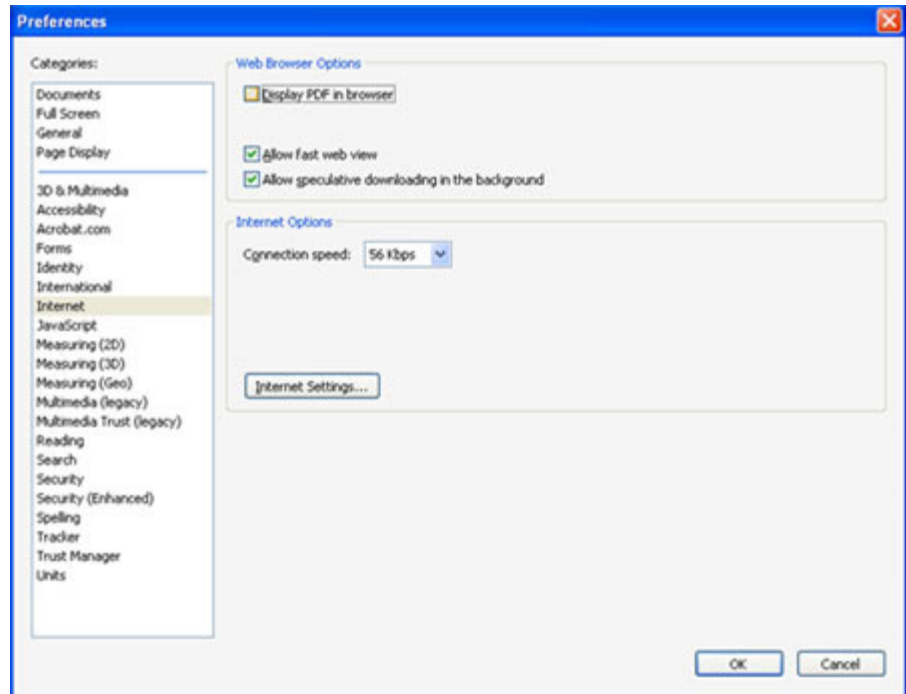 Preferences
Categories:
Documents
Full Screen
General
Page Display
3D & Multimedia
Accessibility
Acrobat.com
Forms
Identity
International
Internet
JavaScript
Measuring (2D)
Measuring (3D)
Measuring (Geo)
Multimedia (legacy)
Multimedia Trust (legacy)
Reading
Search
Security
Security (Enhanced)
Spelling
Tracker
Trust Manager
Units
Web Browser Options
Display PDF in browser
Allow fast web view
Allow speculative downloading in the background
Internet Options
Connection speed: 56 Kbps
Internet Settings...
OK Cancel